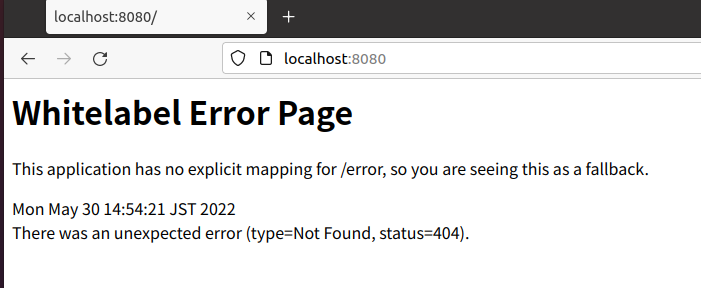 localhost:8080/
localhost:8080
Whitelabel Error Page
This application has no explicit mapping for /error, so you are seeing this as a fallback.
Mon May 30 14:54:21 JST 2022
There was an unexpected error (type=Not Found, status=404).